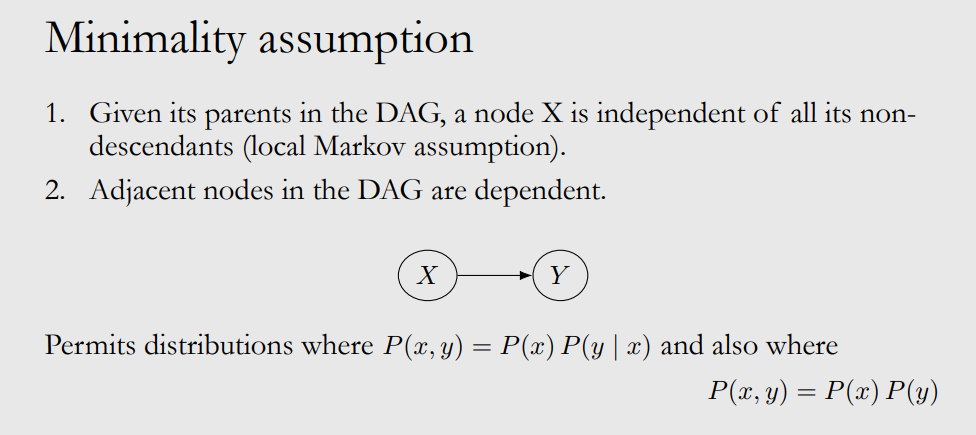 Minimality assumption
1. Given its parents in the DAG, a node X is independent of all its non-
descendants (local Markov assumption).
2. Adjacent nodes in the DAG are dependent.
X Y
Permits distributions where P(x, y) = P(x) P(y | x) and also where
P(x, y) = P(x) P(y)